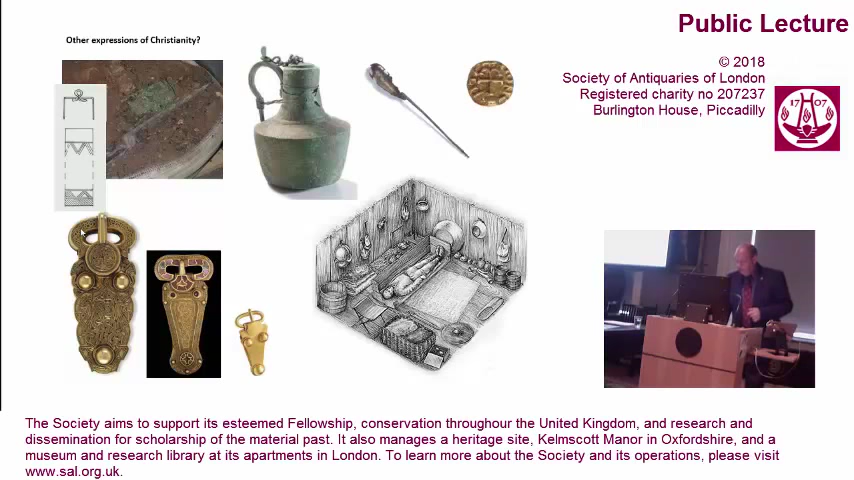 Public Lecture
Other expressions of Christianity?
© 2018
Society of Antiquaries of London
Registered charity no 207237
Burlington House, Piccadilly
17 07
The Society aims to support its esteemed Fellowship, conservation throughour the United Kingdom, and research and
dissemination for scholarship of the material past. It also manages a heritage site, Kelmscott Manor in Oxfordshire, and a
museum and research library at its apartments in London. To learn more about the Society and its operations, please visit
www.sal.org.uk.